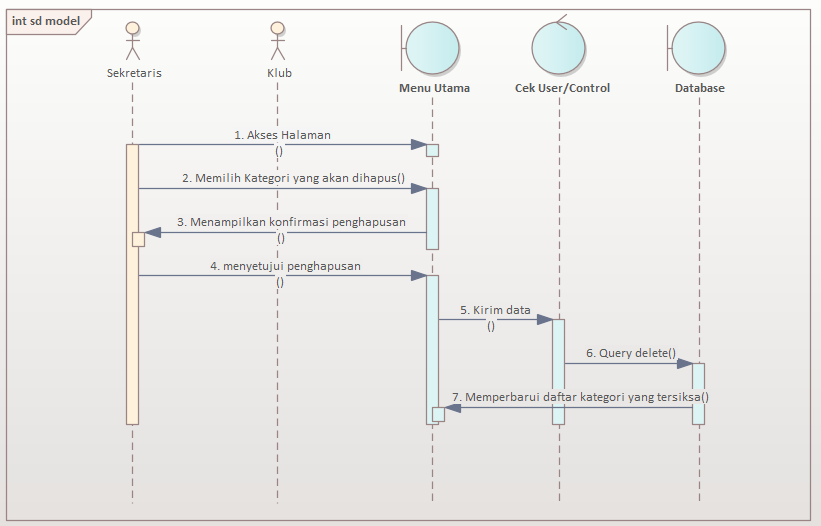 int sd model
Sekretaris
Klub
Menu Utama
Cek User/Control
Database
1. Akses Halaman
()
2. Memilih Kategori yang akan dihapus()
3. Menampilkan konfirmasi penghapusan
()
4. menyetujui penghapusan
()
5. Kirim data
()
6. Query delete()
7. Memperbarui daftar kategori yang tersiksa()